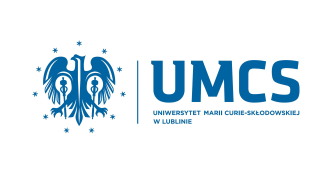 UMCS
UNIWERSYTET MARII CURIE-SKŁODOWSKIEJ
W LUBLINIE